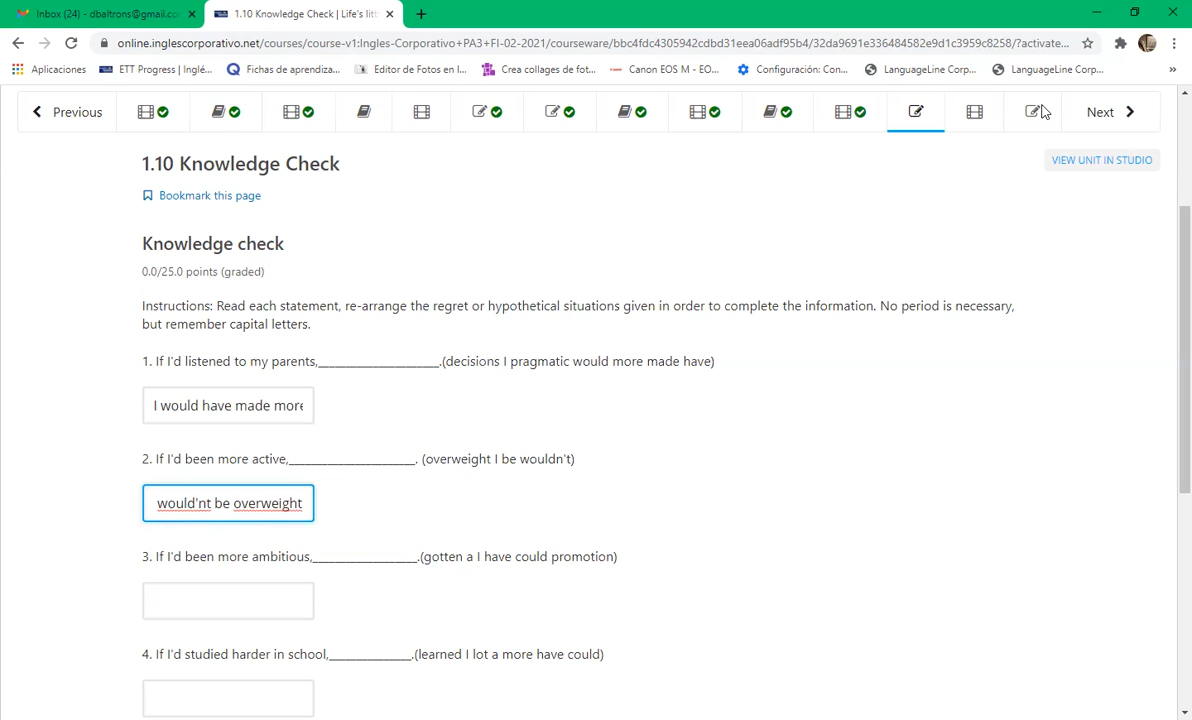 Inbox (24) - dbaltrons@gmail.co
1.10 Knowledge Check | Life's litt
online.inglescorporativo.net/courses/course-v1:Ingles-Corporativo+PA3+FI-02-2021/courseware/bbc4fdc4305942cdbd31eea06adf95b4/32da9691e336484582e9d1c3959c8258/?activate...
Aplicaciones ETT Progress | Inglé... Fichas de aprendiza... Editor de Fotos en l... Crea collages de fot... Canon EOS M - EO... Configuración: Con... LanguageLine Corp... LanguageLine Corp... »
Previous Next
1.10 Knowledge Check
VIEW UNIT IN STUDIO
Bookmark this page
Knowledge check
0.0/25.0 points (graded)
Instructions: Read each statement, re-arrange the regret or hypothetical situations given in order to complete the information. No period is necessary,
but remember capital letters.
1. If I'd listened to my parents,____________________.(decisions I pragmatic would more made have)
I would have made more
2. If I'd been more active,_____________________. (overweight I be wouldn't)
would'nt be overweight
3. If I'd been more ambitious,_________________.(gotten a I have could promotion)
4. If I'd studied harder in school,_____________.(learned I lot a more have could)